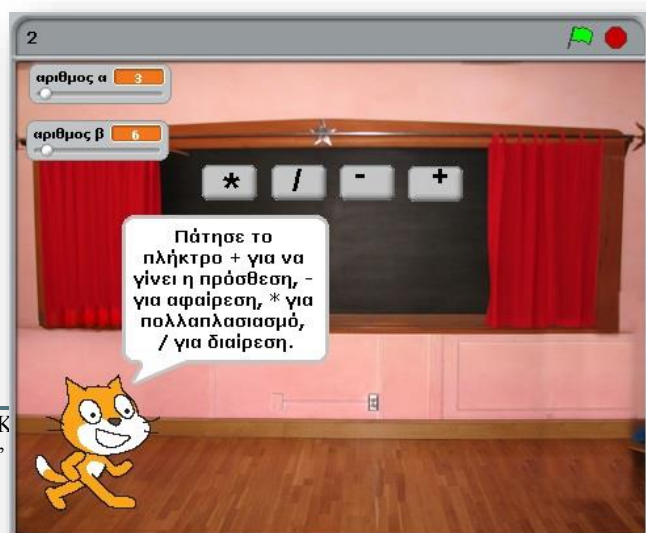 2
αριθμος α 3
αριθμος β 6
* / - +
Πάτησε το
πλήκτρο + για να
γίνει η πρόσθεση, -
για αφαίρεση, * για
πολλαπλασιασμό,
/ για διαίρεση.